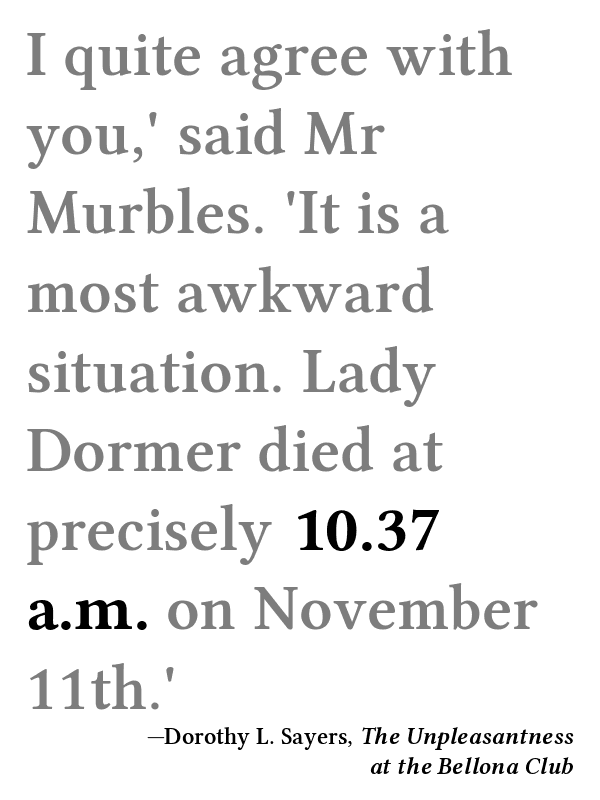 I quite agree with
you,' said Mr
Murbles. 'It is a
most awkward
situation. Lady
Dormer died at
precisely 10.37
a.m. on November
11th.'
—Dorothy L. Sayers, The Unpleasantness
at the Bellona Club